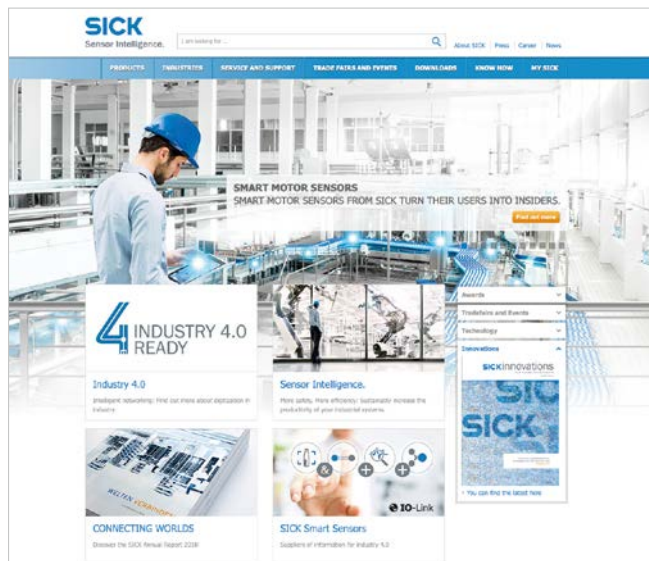 SICK
Sensor Intelligence.
I am looking for ...
About SICK | Press | Career | News
PRODUCTS INDUSTRIES SERVICE AND SUPPORT TRADE FAIRS AND EVENTS DOWNLOADS KNOW HOW MY SICK
SMART MOTOR SENSORS
SMART MOTOR SENSORS FROM SICK TURN THEIR USERS INTO INSIDERS.
Find out more
4 INDUSTRY 4.0
READY
Industry 4.0
Intelligent networking: Find out more about digitization in
industry
Sensor Intelligence.
More safety. More efficiency: Sustainably increase the
productivity of your industrial systems.
Awards
Tradefairs and Events
Technology
Innovations
SICKinnovations
SICK
SICK
› You can find the latest here
WELTEN VERBINDEN
CONNECTING WORLDS
Discover the SICK Annual Report
& + +
IO-Link
SICK Smart Sensors
Suppliers of information for industry 4.0